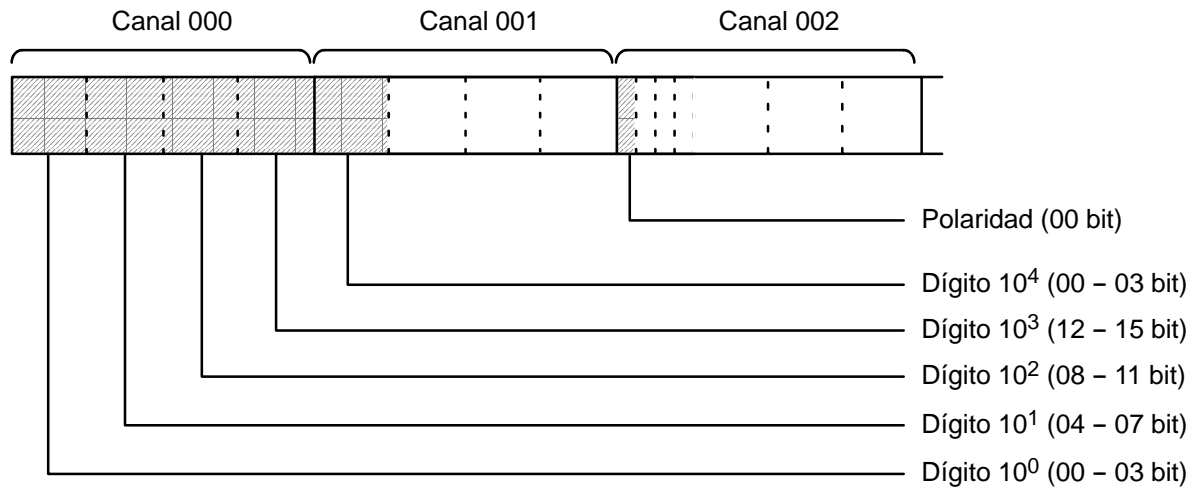 Canal 000 Canal 001 Canal 002
Polaridad (00 bit)
Dígito 10⁴ (00 – 03 bit)
Dígito 10³ (12 – 15 bit)
Dígito 10² (08 – 11 bit)
Dígito 10¹ (04 – 07 bit)
Dígito 10⁰ (00 – 03 bit)